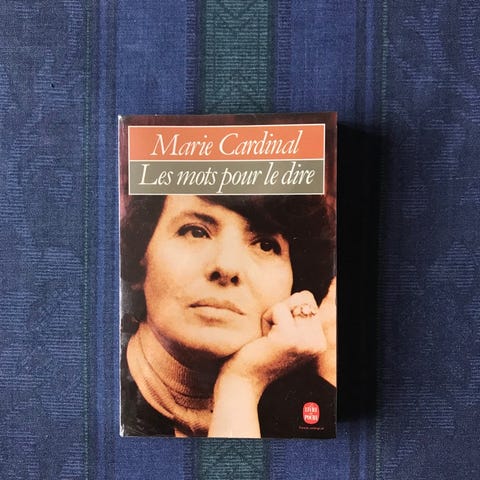 Marie Cardinal
Les mots pour le dire
LE
LIVRE
DE
POCHE